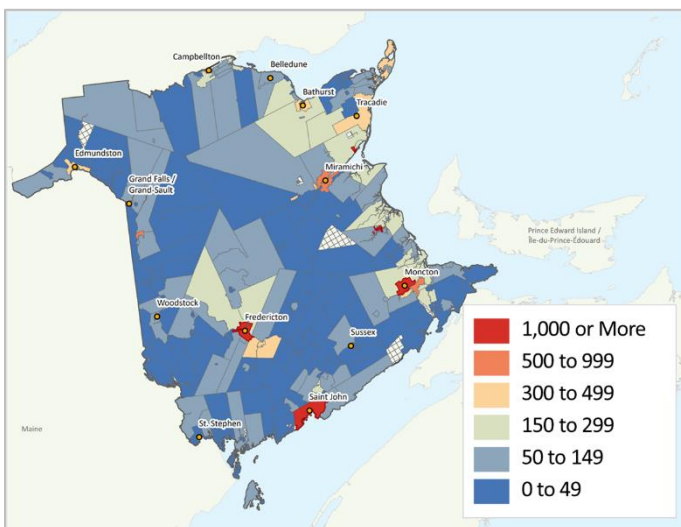 Campbellton
Belledune
Bathurst
Tracadie
Edmundston
Miramichi
Grand Falls /
Grand-Sault
Prince Edward Island /
Île-du-Prince-Édouard
Moncton
Woodstock
Fredericton
Sussex
Saint John
St. Stephen
Maine
1,000 or More
500 to 999
300 to 499
150 to 299
50 to 149
0 to 49